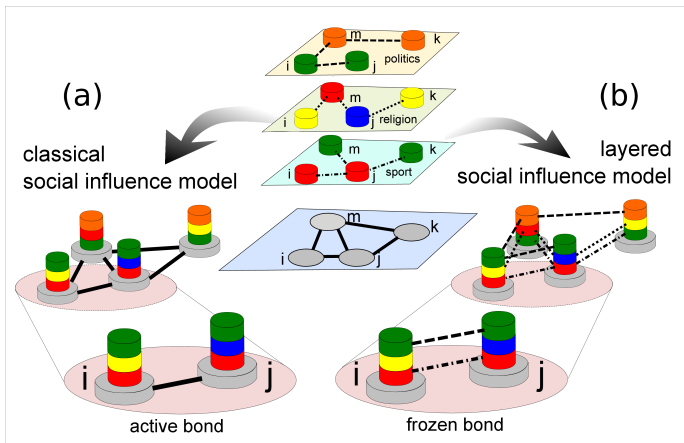 m
k
i
j
politics
m
k
i
j
religion
(a)
(b)
m
k
i
j
sport
classical
social influence model
layered
social influence model
m
k
i
j
i
j
active bond
i
j
frozen bond